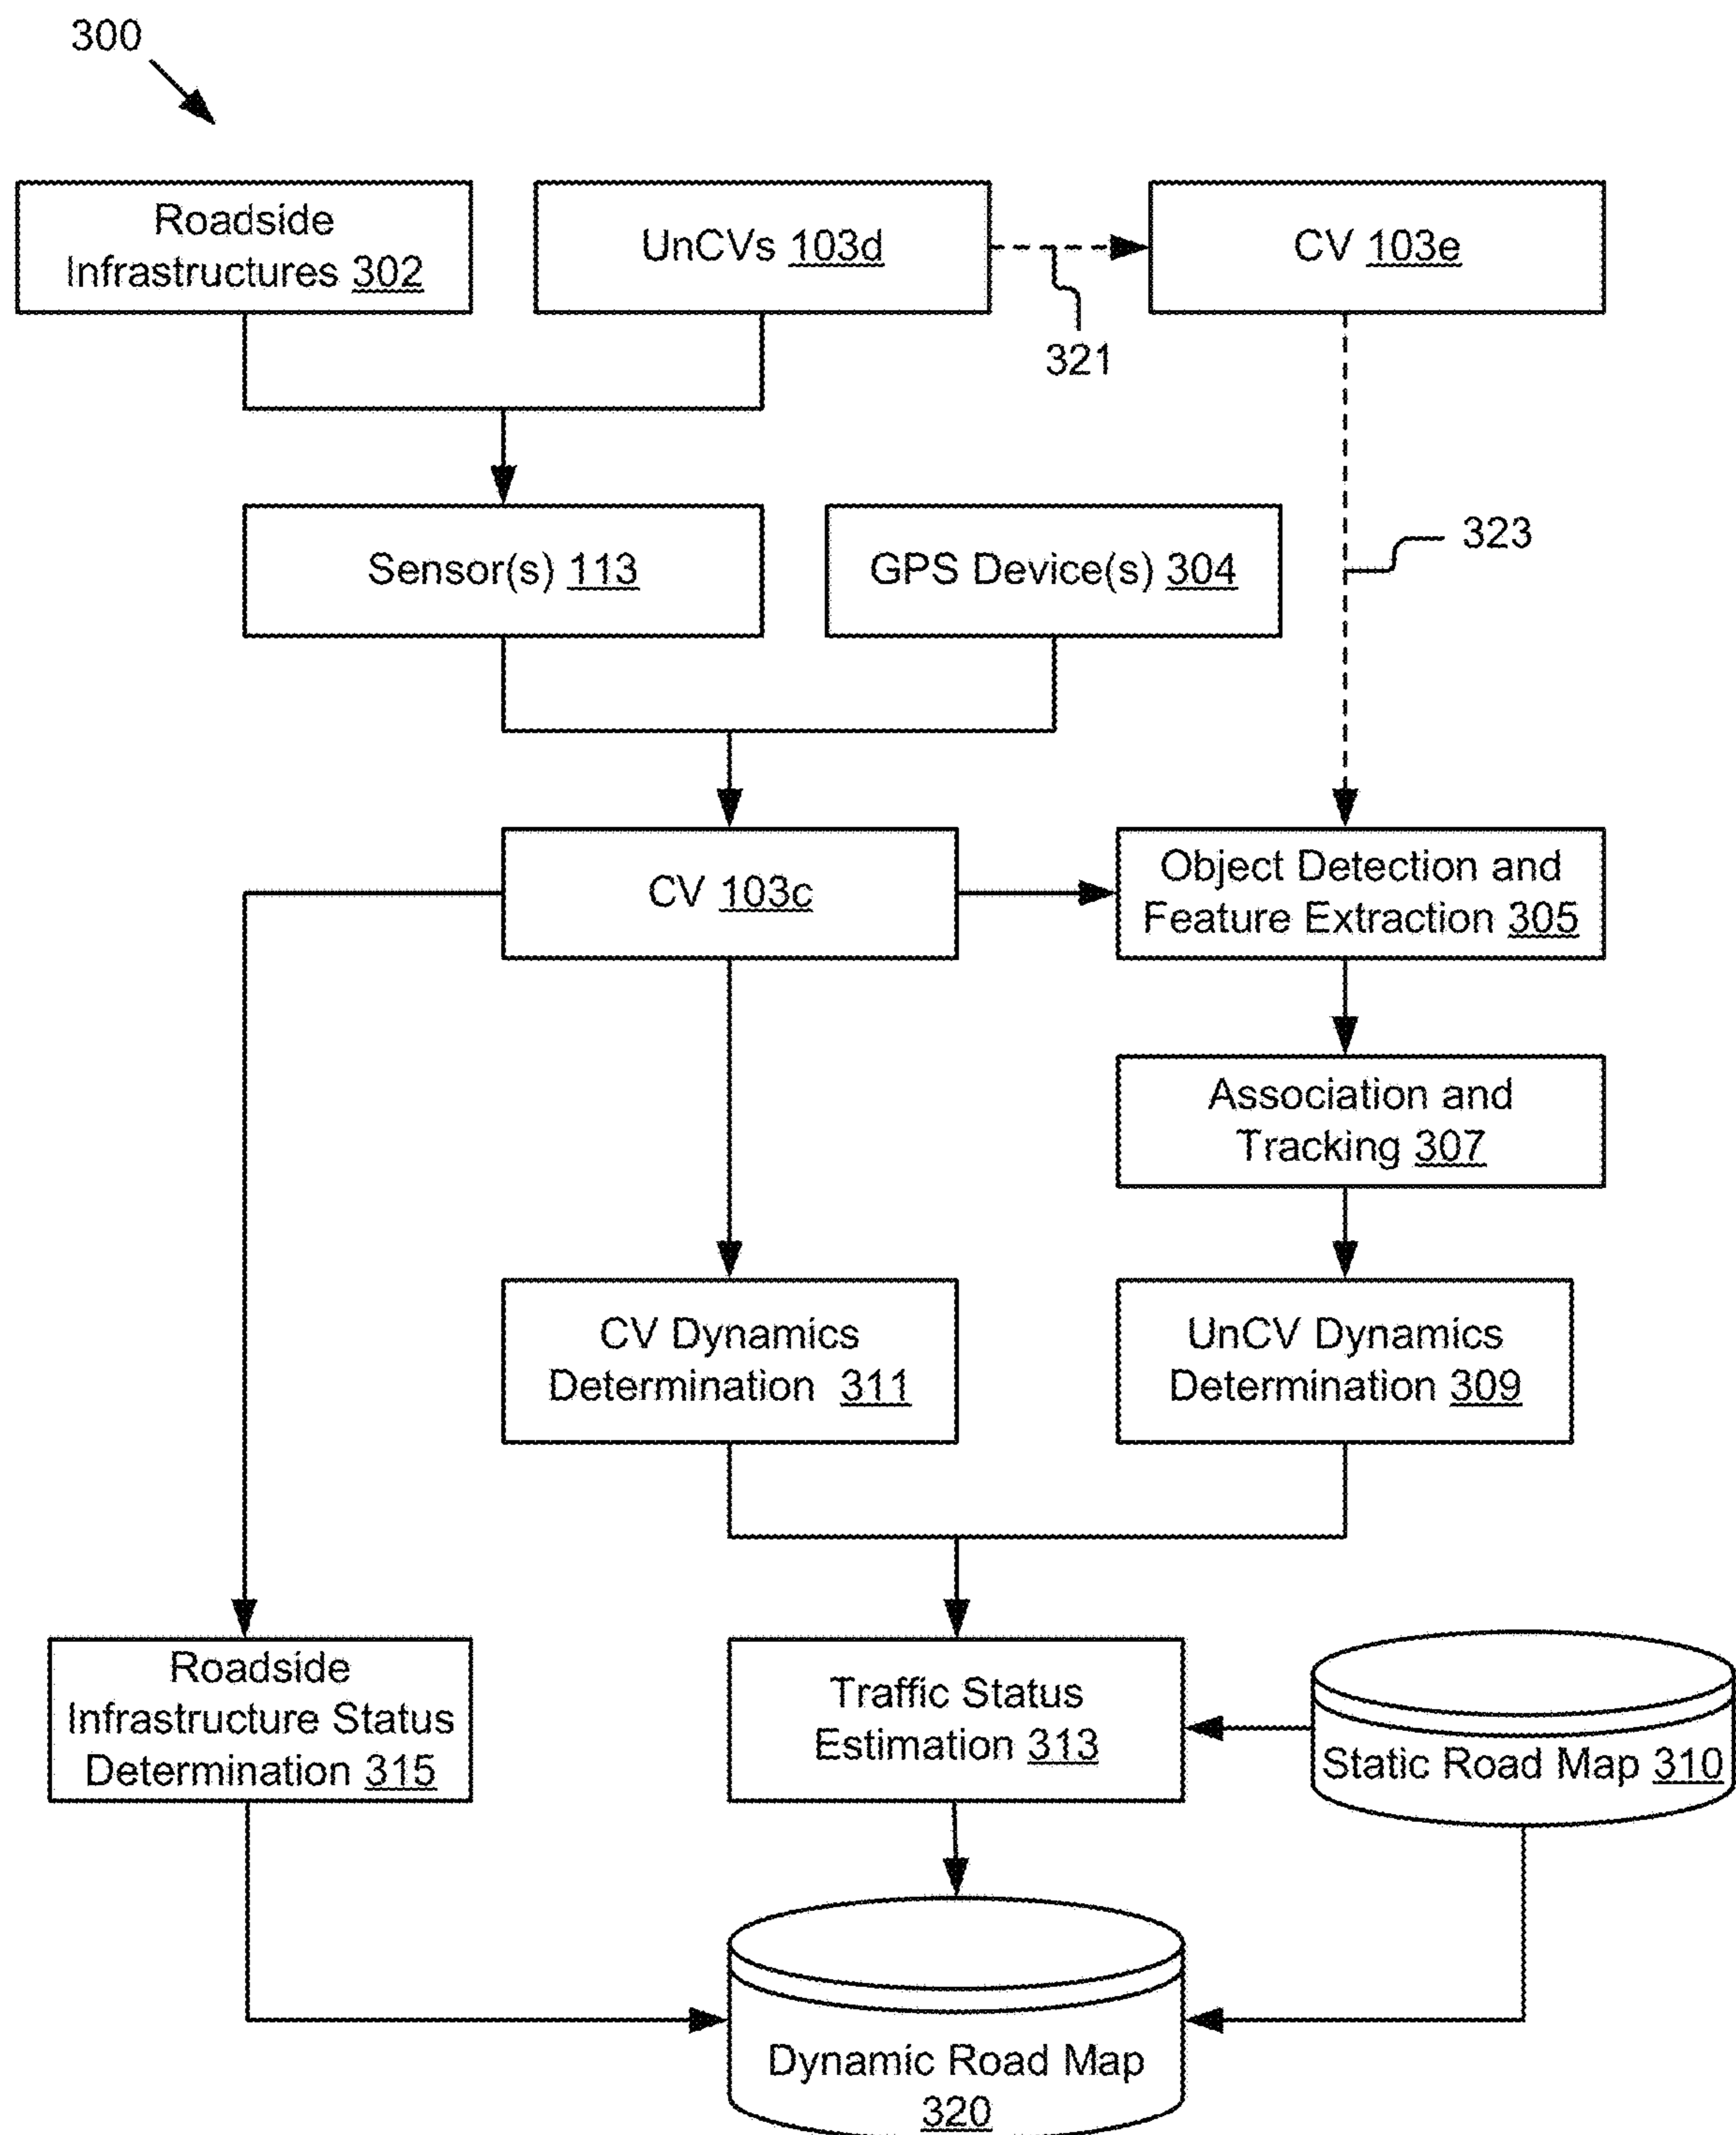 300
Roadside
Infrastructures 302
UnCVs 103d
CV 103e
321
Sensor(s) 113
GPS Device(s) 304
323
CV 103c
Object Detection and
Feature Extraction 305
Association and
Tracking 307
CV Dynamics
Determination 311
UnCV Dynamics
Determination 309
Roadside
Infrastructure Status
Determination 315
Traffic Status
Estimation 313
Static Road Map 310
Dynamic Road Map
320